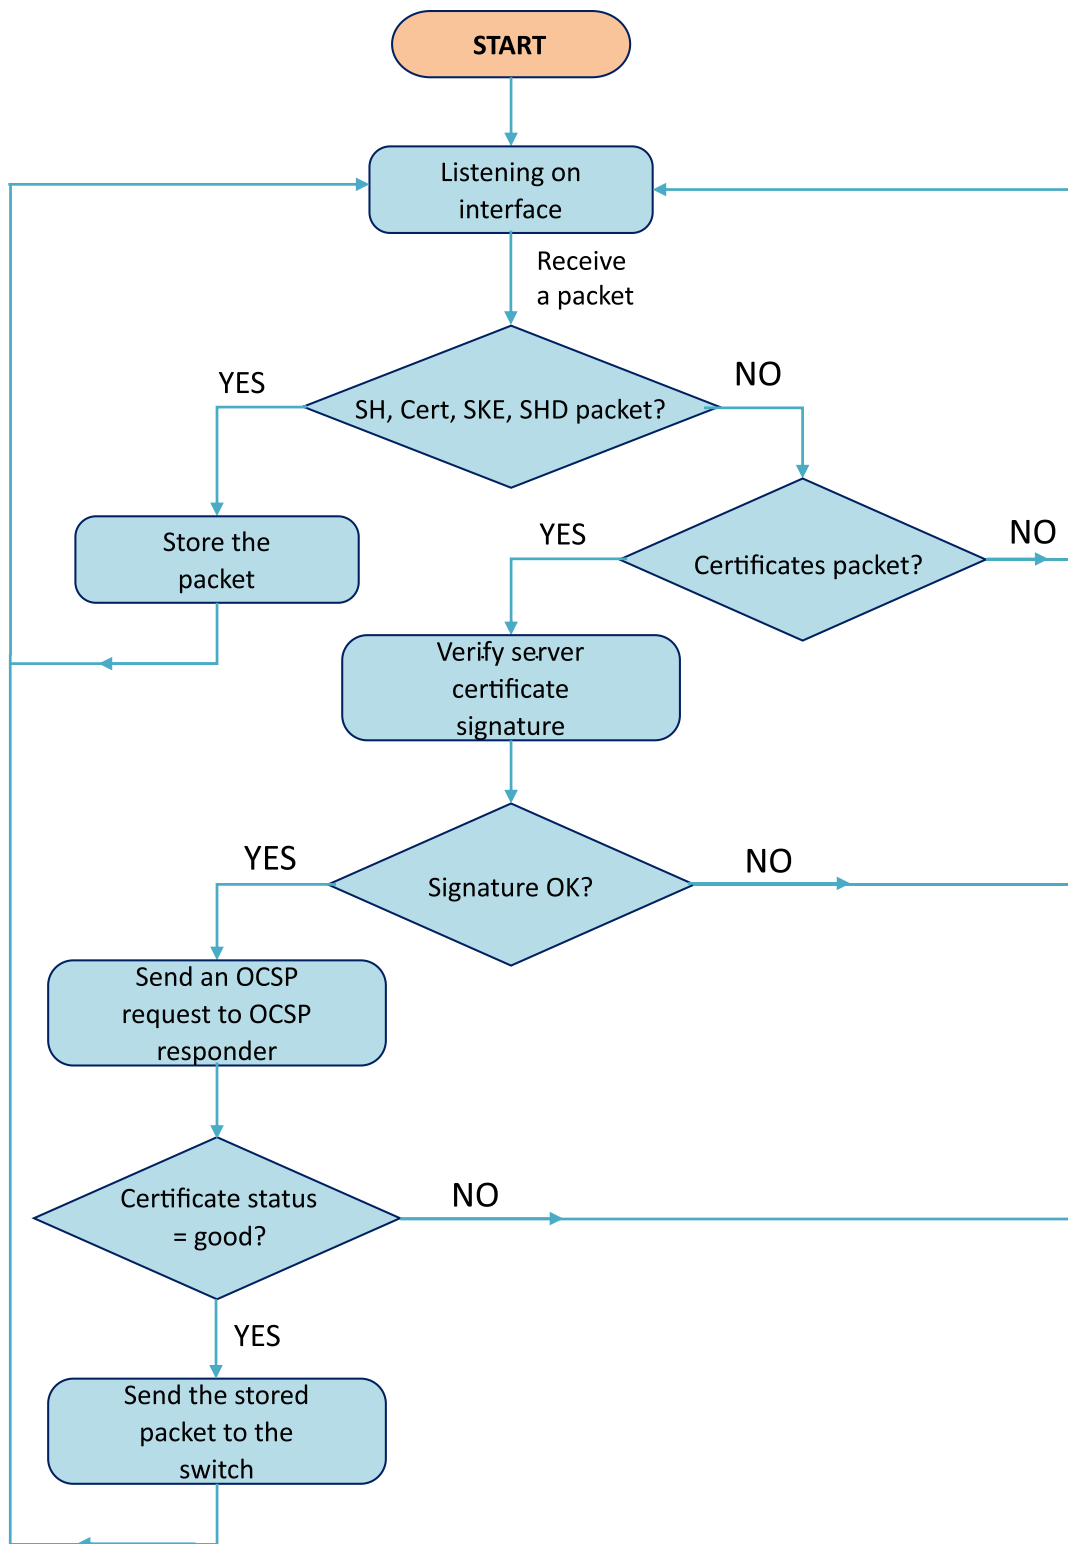 START
Listening on
interface
Receive
a packet
YES
NO
SH, Cert, SKE, SHD packet?
Store the
packet
YES
NO
Certificates packet?
Verify server
certificate
signature
YES
NO
Signature OK?
Send an OCSP
request to OCSP
responder
Certificate status
= good?
NO
YES
Send the stored
packet to the
switch